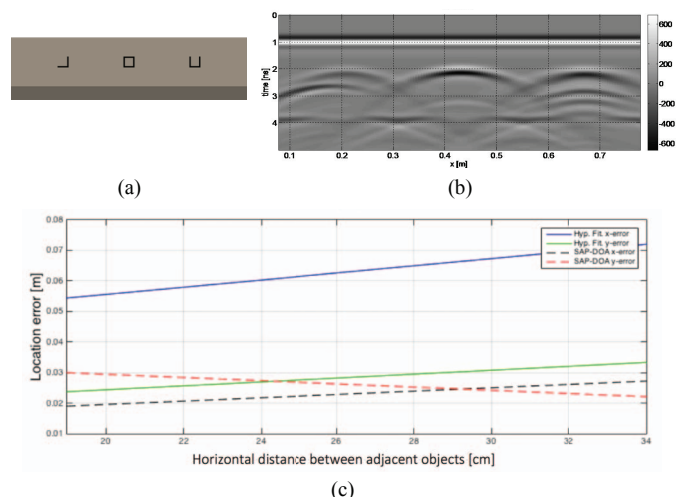 0
1
2
3
4
time [ns]
0.1 0.2 0.3 0.4 0.5 0.6 0.7
x [m]
600
400
200
0
-200
-400
-600
(a)
(b)
0.08
0.07
0.06
0.05
0.04
0.03
0.02
0.01
Location error [m]
Hyp. Fit. x-error
Hyp. Fit. y-error
SAP-DOA x-error
SAP-DOA y-error
20 22 24 26 28 30 32 34
Horizontal distance between adjacent objects [cm]
(c)